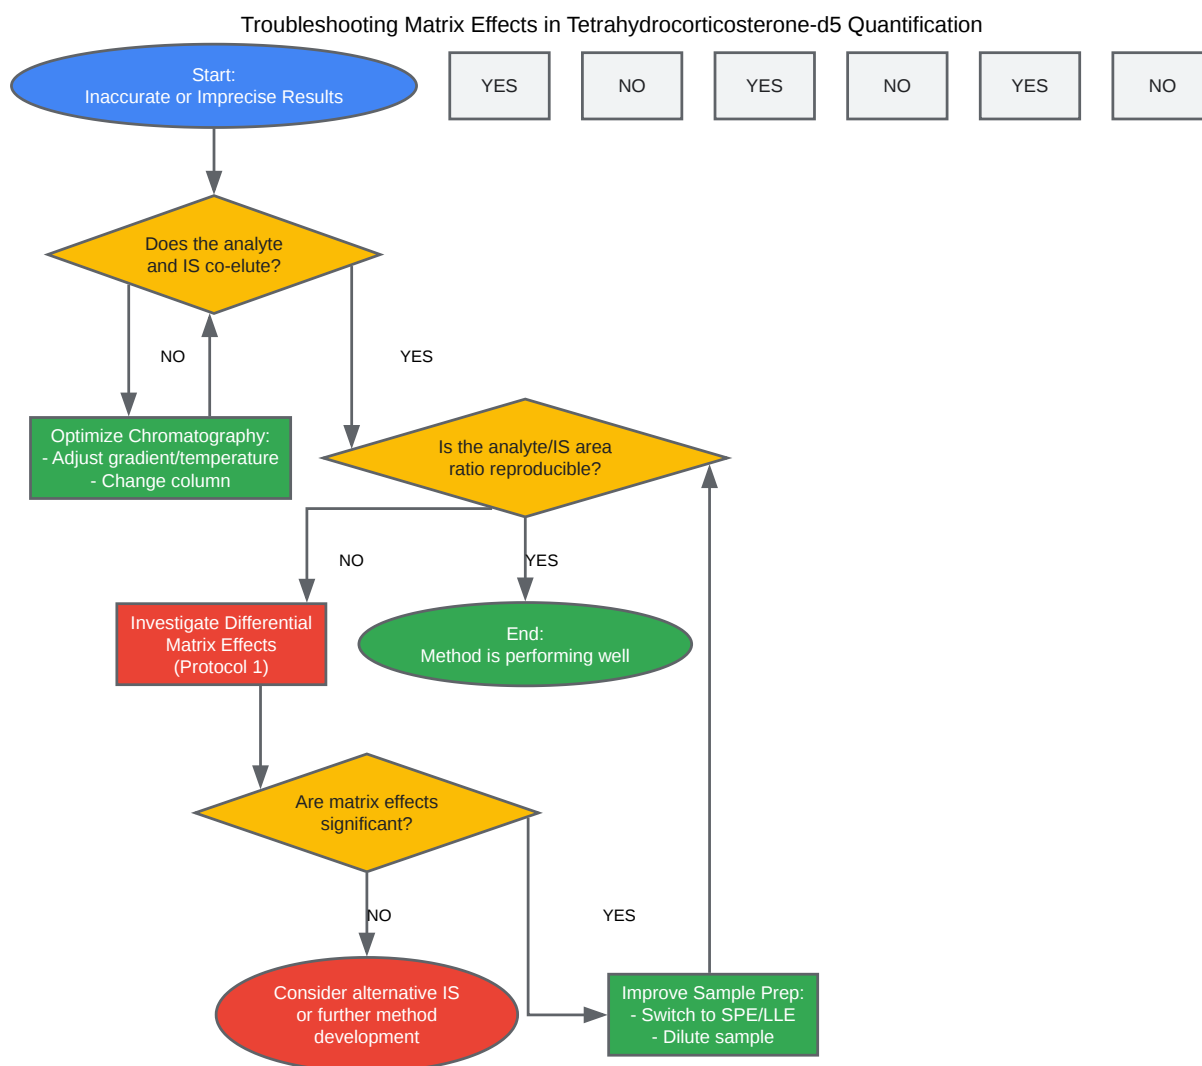 Troubleshooting Matrix Effects in Tetrahydrocorticosterone-d5 Quantification
Start:
Inaccurate or Imprecise Results
YES
NO
YES
NO
YES
NO
Does the analyte
and IS co-elute?
NO
YES
Optimize Chromatography:
- Adjust gradient/temperature
- Change column
Is the analyte/IS area
ratio reproducible?
NO
YES
Investigate Differential
Matrix Effects
(Protocol 1)
End:
Method is performing well
Are matrix effects
significant?
NO
YES
Consider alternative IS
or further method
development
Improve Sample Prep:
- Switch to SPE/LLE
- Dilute sample